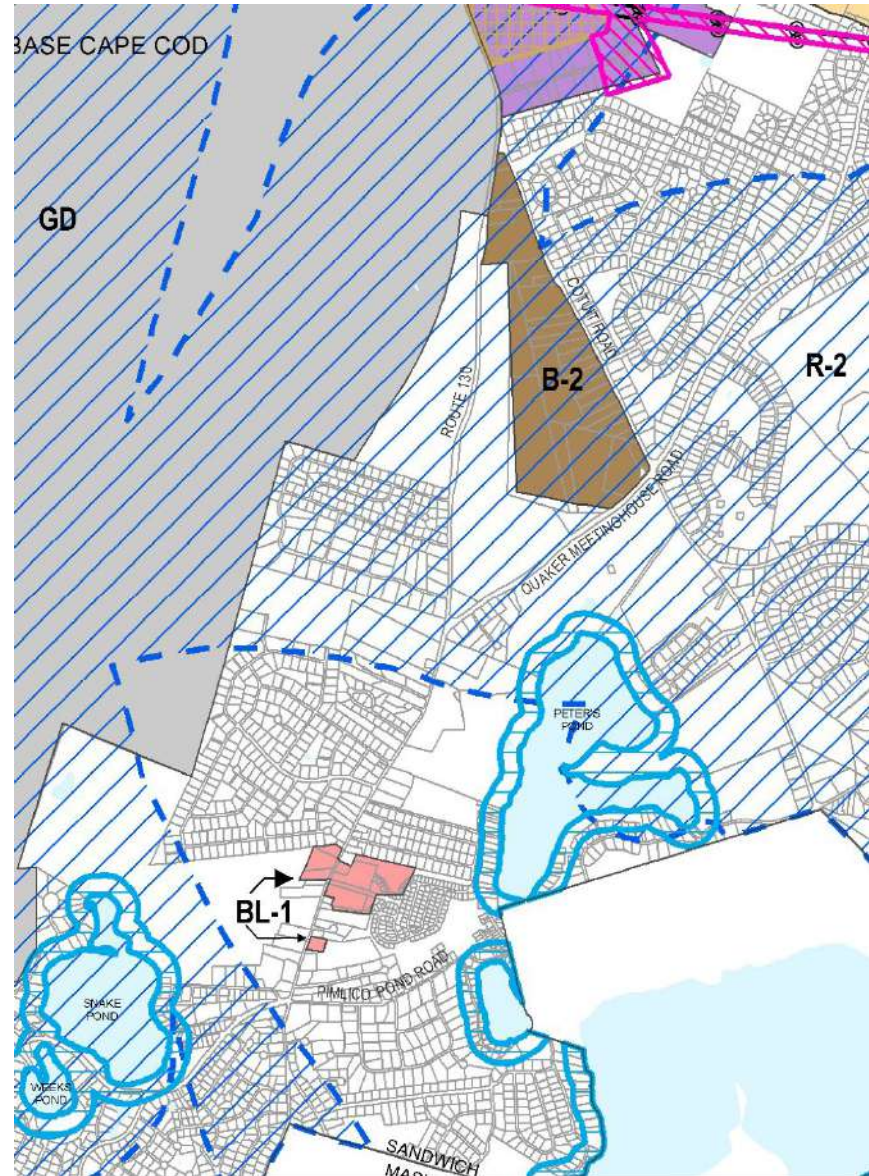 BASE CAPE COD
GD
COTUIT ROAD
B-2
R-2
ROUTE 130
QUAKER MEETINGHOUSE ROAD
PETER'S
POND
BL-1
PIMLICO POND ROAD
SNAKE
POND
WEEKS
POND
SANDWICH